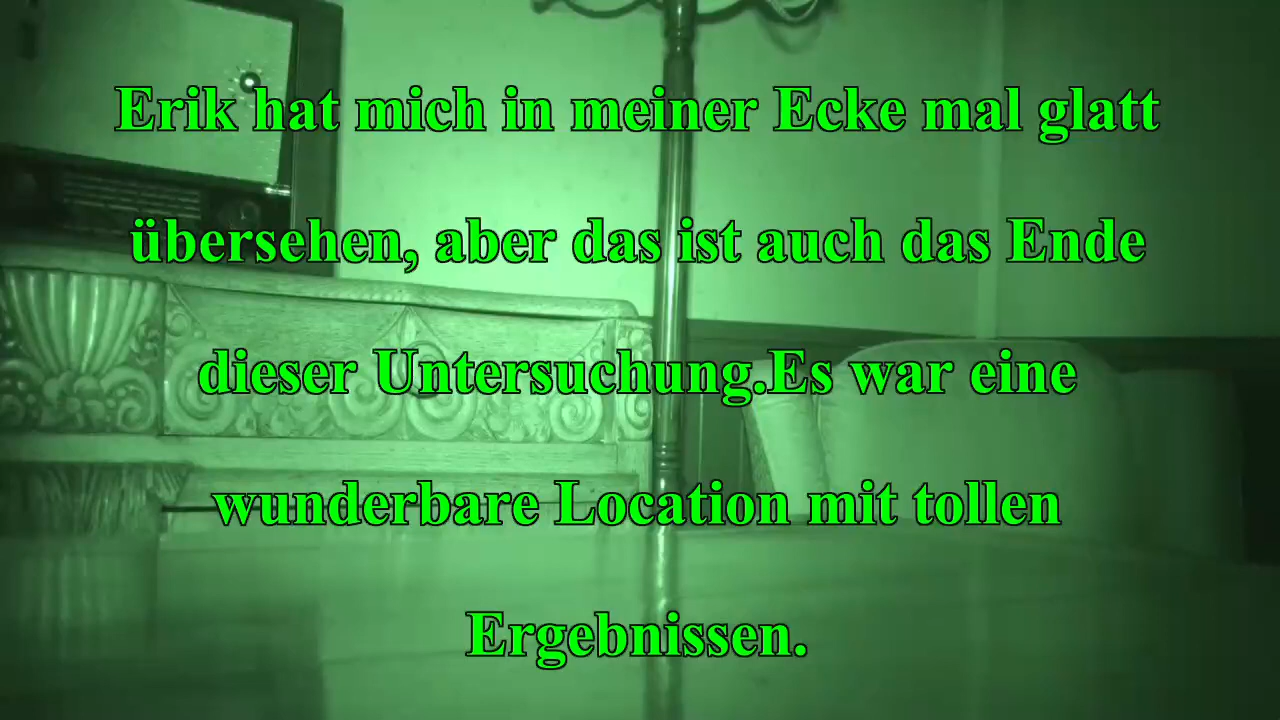 Erik hat mich in meiner Ecke mal glatt
übersehen, aber das ist auch das Ende
dieser Untersuchung.Es war eine
wunderbare Location mit tollen
Ergebnissen.